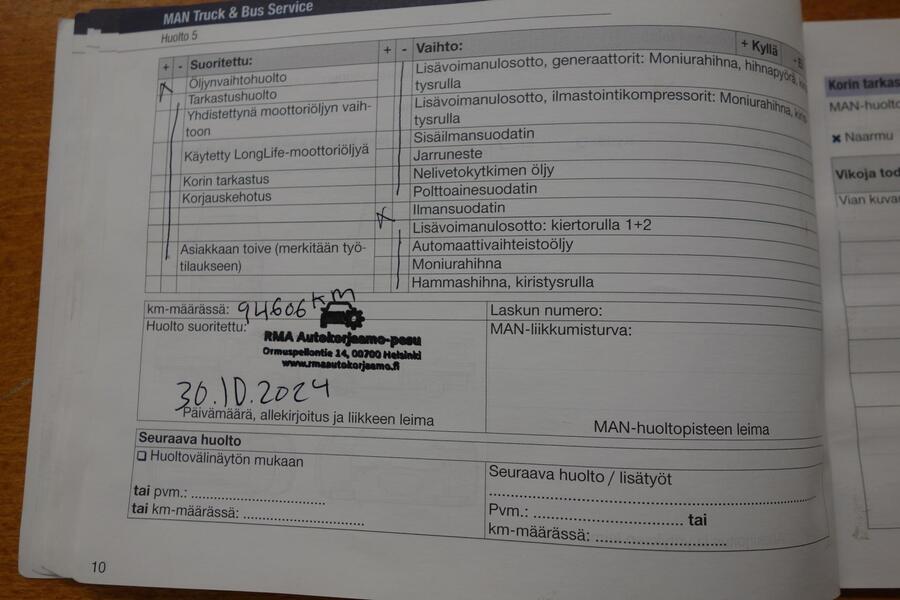 MAN Truck & Bus Service
Huolto 5
+ - Suoritettu:
Öljynvaihtohuolto
Tarkastushuolto
Yhdistettynä moottoriöljyn vaih-
toon
Käytetty LongLife-moottoriöljyä
Korin tarkastus
Korjauskehotus
Asiakkaan toive (merkitään työ-
tilaukseen)
+ - Vaihto:
+ Kyllä
Lisävoimanulosotto, generaattorit: Moniurahihna, hihnapyörä,
tysrulla
Lisävoimanulosotto, ilmastointikompressorit: Moniurahihna,
tysrulla
Sisäilmansuodatin
Jarruneste
Nelivetokytkimen öljy
Polttoainesuodatin
Ilmansuodatin
Lisävoimanulosotto: kiertorulla 1+2
Automaattivaihteistoöljy
Moniurahihna
Hammashihna, kiristysrulla
km-määrässä: 94606 km
Huolto suoritettu:
RMA Autokorjaamo-pesu
Ormuspellontie 14, 00700 Helsinki
www.rmaautokorjaamo.fi
30.10.2024
Päivämäärä, allekirjoitus ja liikkeen leima
Laskun numero:
MAN-liikkumisturva:
MAN-huoltopisteen leima
Seuraava huolto
❏ Huoltovälinäytön mukaan
tai pvm.: ................................
tai km-määrässä: .............................
Seuraava huolto / lisätyöt
................................................................................
Pvm.: .................................... tai
km-määrässä: ................................
10
Korin tarkas
MAN-huolto
✖ Naarmu
Vikoja tod
Vian kuva